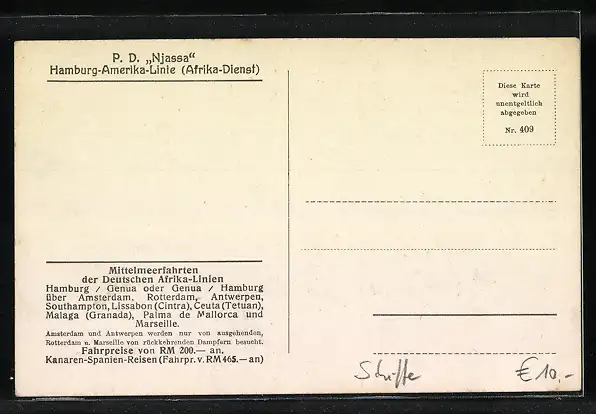 P. D. „Njassa“
Hamburg-Amerika-Linie (Afrika-Dienst)
Diese Karte
wird
unentgeltlich
abgegeben
Nr. 409
Mittelmeerfahrten
der Deutschen Afrika-Linien
Hamburg / Genua oder Genua / Hamburg
über Amsterdam, Rotterdam, Antwerpen,
Southampton, Lissabon (Cintra), Ceuta (Tetuan),
Malaga (Granada), Palma de Mallorca und
Marseille.
Amsterdam und Antwerpen werden nur von ausgehenden,
Rotterdam u. Marseille von rückkehrenden Dampfern besucht.
Fahrpreise von RM 200.— an.
Kanaren-Spanien-Reisen (Fahrpr. v. RM 465.— an)
Schiffe € 10.-